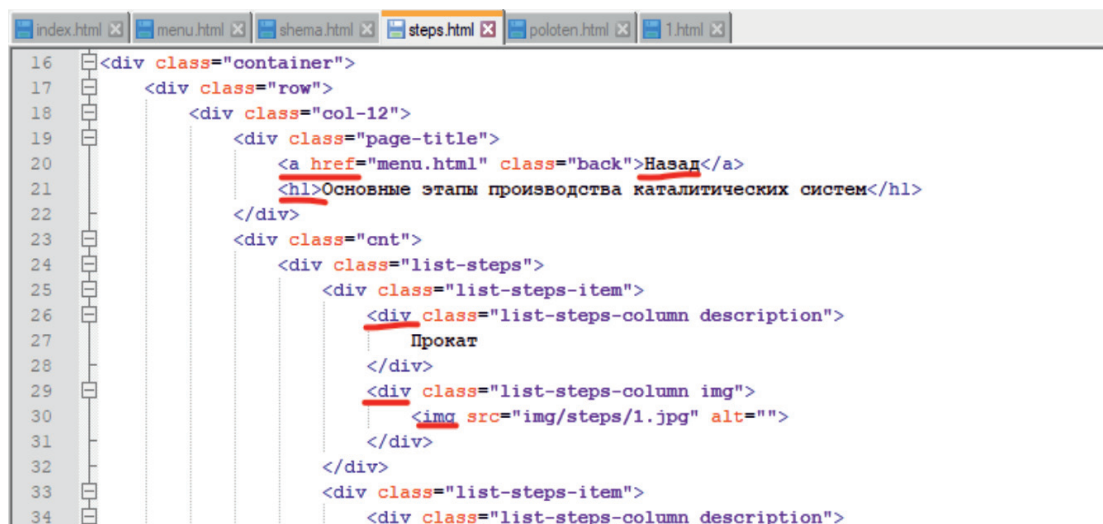 index.html menu.html shema.html steps.html poloten.html 1.html
16 <div class="container">
17 <div class="row">
18 <div class="col-12">
19 <div class="page-title">
20 <a href="menu.html" class="back">Назад</a>
21 <h1>Основные этапы производства каталитических систем</h1>
22 </div>
23 <div class="cnt">
24 <div class="list-steps">
25 <div class="list-steps-item">
26 <div class="list-steps-column description">
27 Прокат
28 </div>
29 <div class="list-steps-column img">
30 <img src="img/steps/1.jpg" alt="">
31 </div>
32 </div>
33 <div class="list-steps-item">
34 <div class="list-steps-column description">